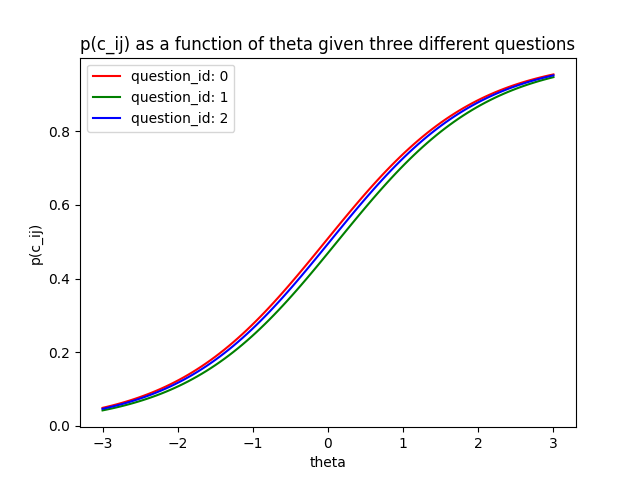 p(c_ij) as a function of theta given three different questions
question_id: 0
question_id: 1
question_id: 2
p(c_ij)
0.8
0.6
0.4
0.2
0.0
−3
−2
−1
0
1
2
3
theta